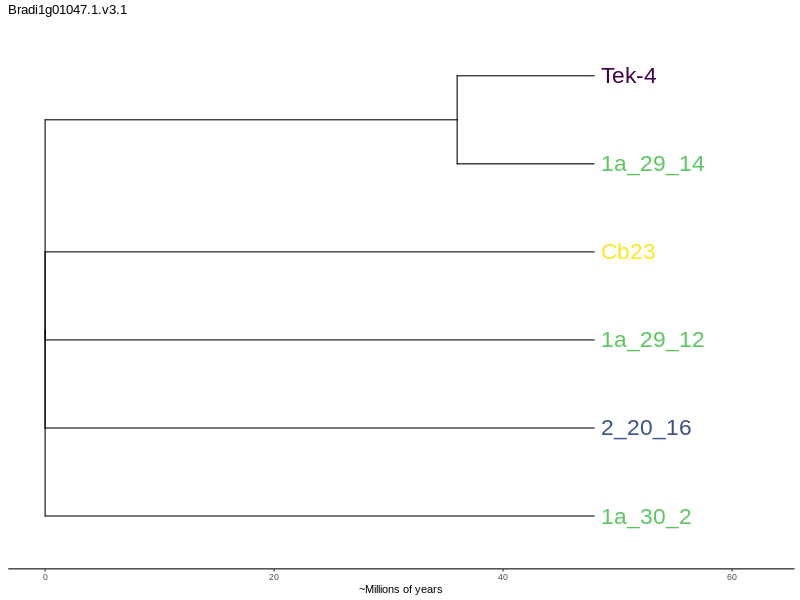 Bradi1g01047.1.v3.1
Tek-4
1a_29_14
Cb23
1a_29_12
2_20_16
1a_30_2
0 20 40 60
~Millions of years